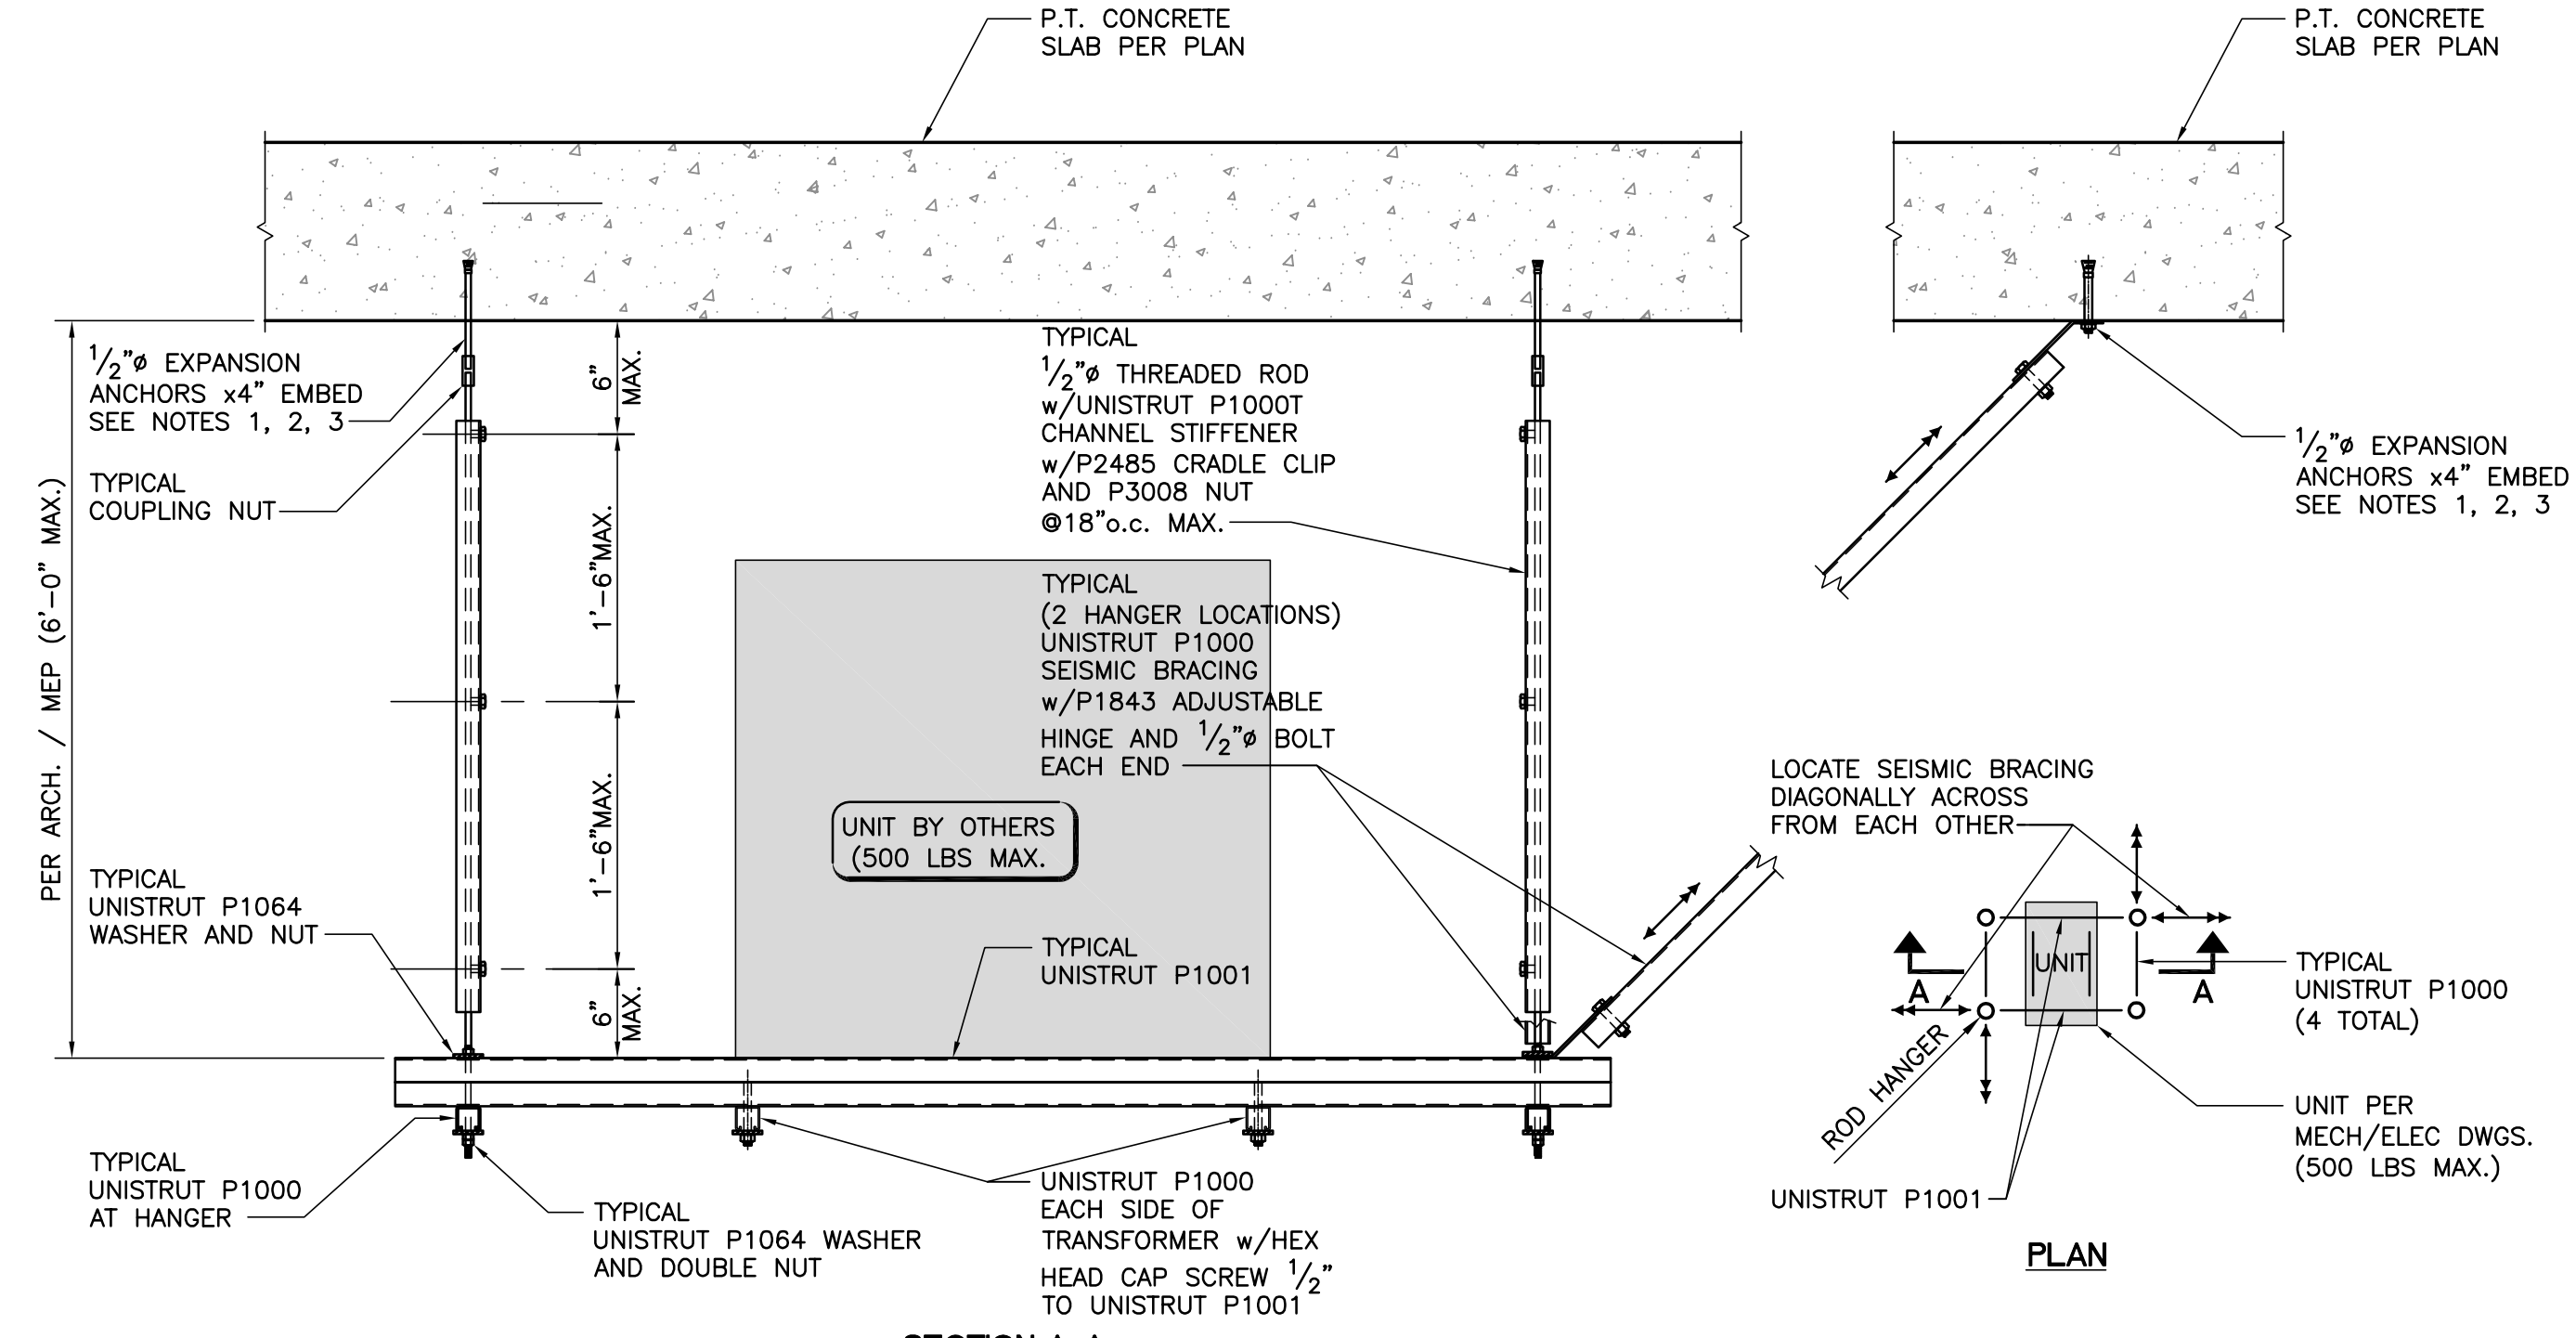 P.T. CONCRETE
SLAB PER PLAN
P.T. CONCRETE
SLAB PER PLAN
PER ARCH. / MEP (6'-0" MAX.)
1/2"ø EXPANSION
ANCHORS x4" EMBED
SEE NOTES 1, 2, 3
TYPICAL
COUPLING NUT
6"
MAX.
1'-6"MAX.
1'-6"MAX.
6"
MAX.
TYPICAL
1/2"ø THREADED ROD
w/UNISTRUT P1000T
CHANNEL STIFFENER
w/P2485 CRADLE CLIP
AND P3008 NUT
@18"o.c. MAX.
TYPICAL
(2 HANGER LOCATIONS)
UNISTRUT P1000
SEISMIC BRACING
w/P1843 ADJUSTABLE
HINGE AND 1/2"ø BOLT
EACH END
1/2"ø EXPANSION
ANCHORS x4" EMBED
SEE NOTES 1, 2, 3
UNIT BY OTHERS
(500 LBS MAX.
TYPICAL
UNISTRUT P1064
WASHER AND NUT
TYPICAL
UNISTRUT P1001
TYPICAL
UNISTRUT P1000
AT HANGER
TYPICAL
UNISTRUT P1064 WASHER
AND DOUBLE NUT
UNISTRUT P1000
EACH SIDE OF
TRANSFORMER w/HEX
HEAD CAP SCREW 1/2"
TO UNISTRUT P1001
LOCATE SEISMIC BRACING
DIAGONALLY ACROSS
FROM EACH OTHER
UNIT
A
A
TYPICAL
UNISTRUT P1000
(4 TOTAL)
ROD HANGER
UNIT PER
MECH/ELEC DWGS.
(500 LBS MAX.)
UNISTRUT P1001
PLAN
SECTION A-A